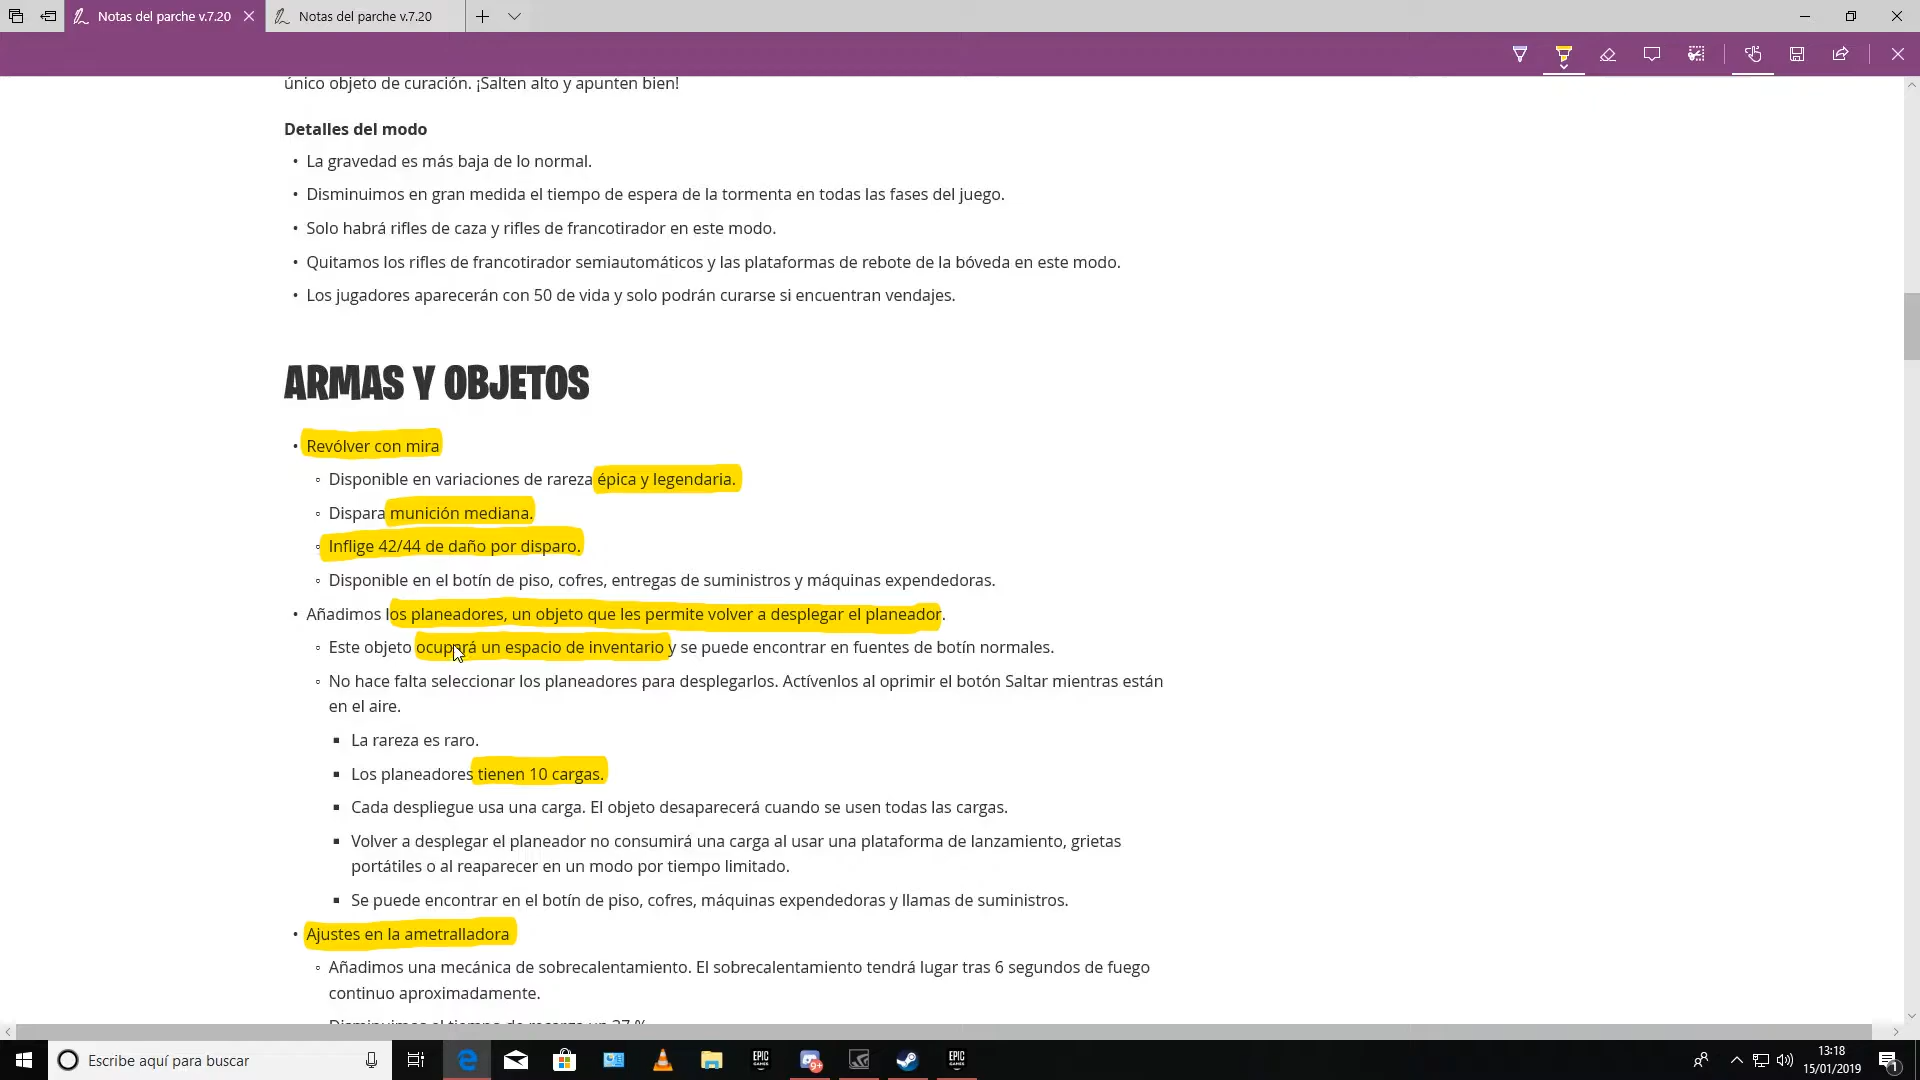 Notas del parche v.7.20
Notas del parche v.7.20
único objeto de curación. ¡Salten alto y apunten bien!
Detalles del modo
• La gravedad es más baja de lo normal.
• Disminuimos en gran medida el tiempo de espera de la tormenta en todas las fases del juego.
• Solo habrá rifles de caza y rifles de francotirador en este modo.
• Quitamos los rifles de francotirador semiautomáticos y las plataformas de rebote de la bóveda en este modo.
• Los jugadores aparecerán con 50 de vida y solo podrán curarse si encuentran vendajes.
ARMAS Y OBJETOS
• Revólver con mira
◦ Disponible en variaciones de rareza épica y legendaria.
◦ Dispara munición mediana.
◦ Inflige 42/44 de daño por disparo.
◦ Disponible en el botín de piso, cofres, entregas de suministros y máquinas expendedoras.
• Añadimos los planeadores, un objeto que les permite volver a desplegar el planeador.
◦ Este objeto ocupará un espacio de inventario y se puede encontrar en fuentes de botín normales.
◦ No hace falta seleccionar los planeadores para desplegarlos. Actívenlos al oprimir el botón Saltar mientras están
en el aire.
▪ La rareza es raro.
▪ Los planeadores tienen 10 cargas.
▪ Cada despliegue usa una carga. El objeto desaparecerá cuando se usen todas las cargas.
▪ Volver a desplegar el planeador no consumirá una carga al usar una plataforma de lanzamiento, grietas
portátiles o al reaparecer en un modo por tiempo limitado.
▪ Se puede encontrar en el botín de piso, cofres, máquinas expendedoras y llamas de suministros.
• Ajustes en la ametralladora
◦ Añadimos una mecánica de sobrecalentamiento. El sobrecalentamiento tendrá lugar tras 6 segundos de fuego
continuo aproximadamente.
Disminuimos el tiempo de recarga un 27 %
Escribe aquí para buscar
EPIC
GAMES
9+
EPIC
GAMES
13:18
15/01/2019
1